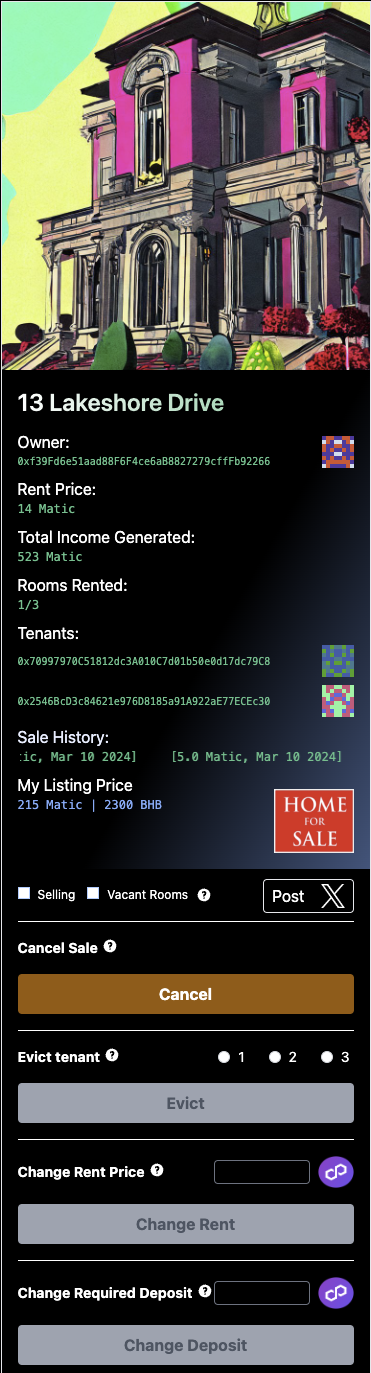 13 Lakeshore Drive
Owner:
0xf39Fd6e51aad88F6F4ce6aB8827279cffFb92266
Rent Price:
14 Matic
Total Income Generated:
523 Matic
Rooms Rented:
1/3
Tenants:
0x70997970C51812dc3A010C7d01b50e0d17dc79C8
0x2546BcD3c84621e976D8185a91A922aE77ECEc30
Sale History:
tic, Mar 10 2024] [5.0 Matic, Mar 10 2024]
My Listing Price
215 Matic | 2300 BHB
HOME
FOR
SALE
Selling Vacant Rooms ? Post X
Cancel Sale ?
Cancel
Evict tenant ? 1 2 3
Evict
Change Rent Price ?
Change Rent
Change Required Deposit ?
Change Deposit